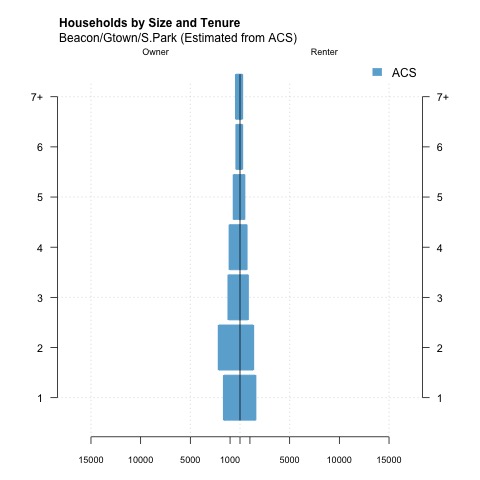 Households by Size and Tenure
Beacon/Gtown/S.Park (Estimated from ACS)
Owner Renter
ACS
7+ 7+
6 6
5 5
4 4
3 3
2 2
1 1
15000 10000 5000 1000 5000 10000 15000